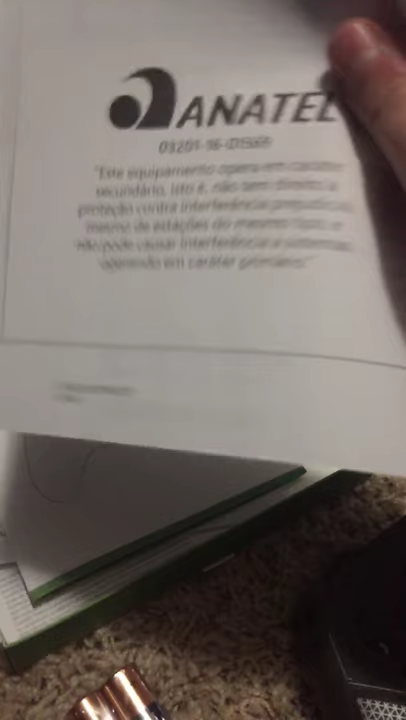 ANATEL
"Este equipamento opera em caráter
secundário, isto é, não tem direito a
proteção contra interferência prejudicial,
mesmo de estações do mesmo tipo, e
não pode causar interferência a sistemas
operando em caráter primário."